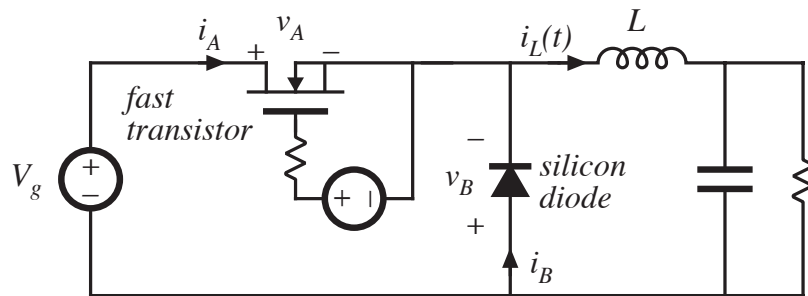 i_A
v_A
i_L(t)
L
+
−
fast
transistor
−
V_g
+
−
+
−
v_B
silicon
diode
+
i_B